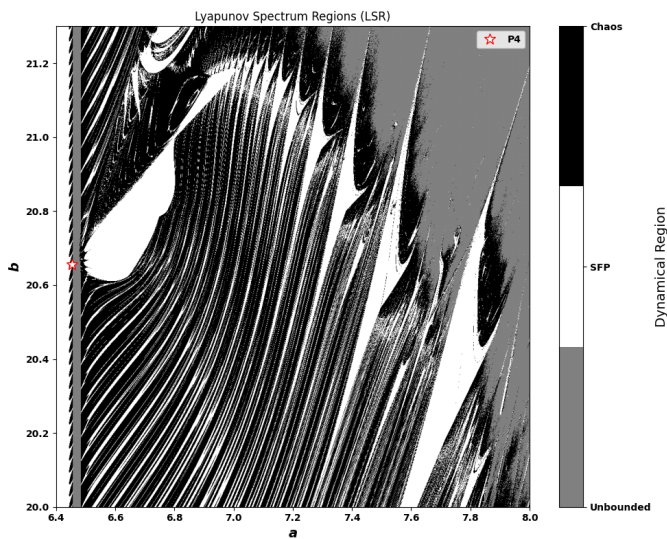 Lyapunov Spectrum Regions (LSR)
P4
Chaos
21.2
21.0
20.8
b
SFP
Dynamical Region
20.6
20.4
20.2
20.0
Unbounded
6.4 6.6 6.8 7.0 7.2 7.4 7.6 7.8 8.0
a